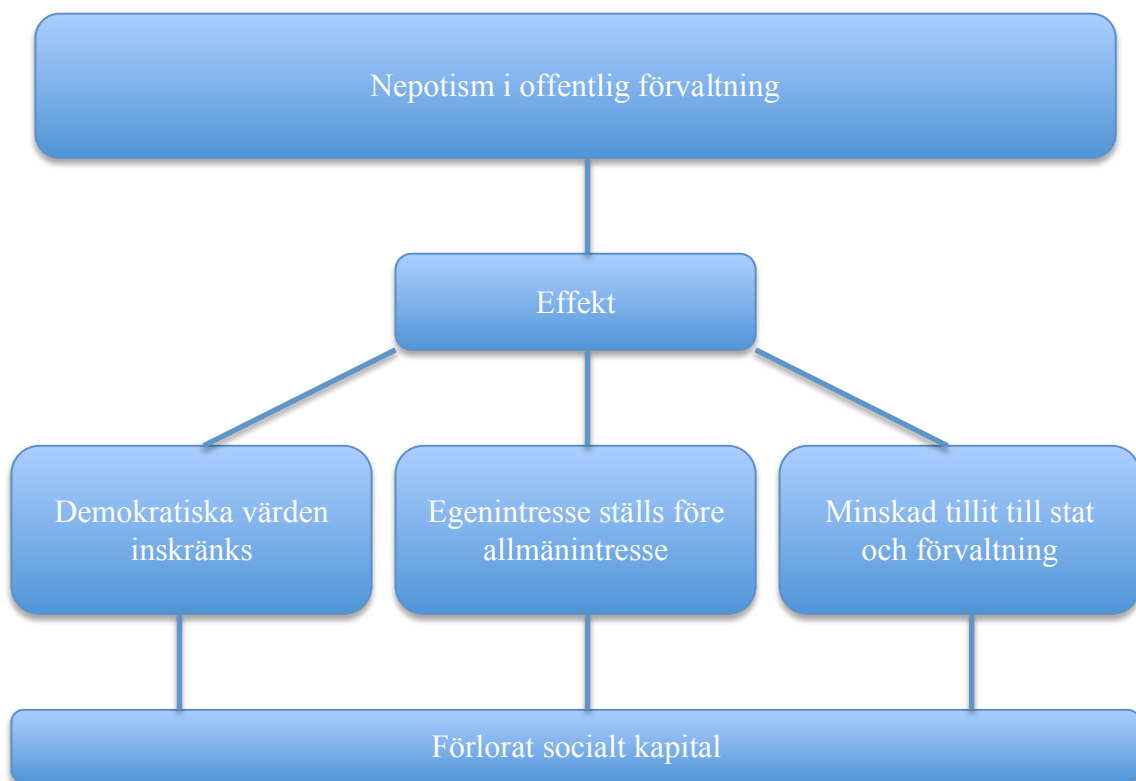 Nepotism i offentlig förvaltning
Effekt
Demokratiska värden
inskränks
Egenintresse ställs före
allmänintresse
Minskad tillit till stat
och förvaltning
Förlorat socialt kapital